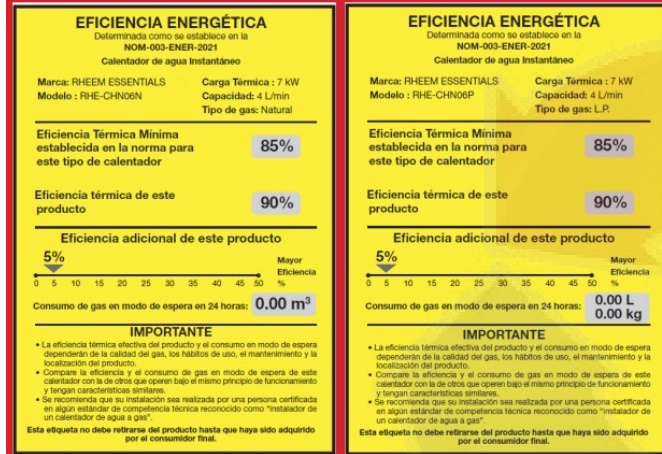 EFICIENCIA ENERGÉTICA
Determinada como se establece en la
NOM-003-ENER-2021
Calentador de agua Instantáneo
Marca: RHEEM ESSENTIALS
Modelo : RHE-CHN06N
Carga Térmica : 7 kW
Capacidad: 4 L/min
Tipo de gas: Natural
Eficiencia Térmica Mínima
establecida en la norma para
este tipo de calentador
85%
Eficiencia térmica de este
producto
90%
Eficiencia adicional de este producto
5%
Mayor
Eficiencia
%
0 5 10 15 20 25 30 35 40 45 50
Consumo de gas en modo de espera en 24 horas: 0.00 m³
IMPORTANTE
• La eficiencia térmica efectiva del producto y el consumo en modo de espera
dependerán de la calidad del gas, los hábitos de uso, el mantenimiento y la
localización del producto.
• Compare la eficiencia y el consumo de gas en modo de espera de este
calentador con la de otros que operen bajo el mismo principio de funcionamiento
y tengan características similares.
• Se recomienda que su instalación sea realizada por una persona certificada
en algún estándar de competencia técnica reconocido como "instalador de
un calentador de agua a gas".
Esta etiqueta no debe retirarse del producto hasta que haya sido adquirido
por el consumidor final.
EFICIENCIA ENERGÉTICA
Determinada como se establece en la
NOM-003-ENER-2021
Calentador de agua Instantáneo
Marca: RHEEM ESSENTIALS
Modelo : RHE-CHN06P
Carga Térmica : 7 kW
Capacidad: 4 L/min
Tipo de gas: L.P.
Eficiencia Térmica Mínima
establecida en la norma para
este tipo de calentador
85%
Eficiencia térmica de este
producto
90%
Eficiencia adicional de este producto
5%
Mayor
Eficiencia
%
0 5 10 15 20 25 30 35 40 45 50
Consumo de gas en modo de espera en 24 horas:
0.00 L
0.00 kg
IMPORTANTE
• La eficiencia térmica efectiva del producto y el consumo en modo de espera
dependerán de la calidad del gas, los hábitos de uso, el mantenimiento y la
localización del producto.
• Compare la eficiencia y el consumo de gas en modo de espera de este
calentador con la de otros que operen bajo el mismo principio de funcionamiento
y tengan características similares.
• Se recomienda que su instalación sea realizada por una persona certificada
en algún estándar de competencia técnica reconocido como "instalador de
un calentador de agua a gas".
Esta etiqueta no debe retirarse del producto hasta que haya sido adquirido
por el consumidor final.